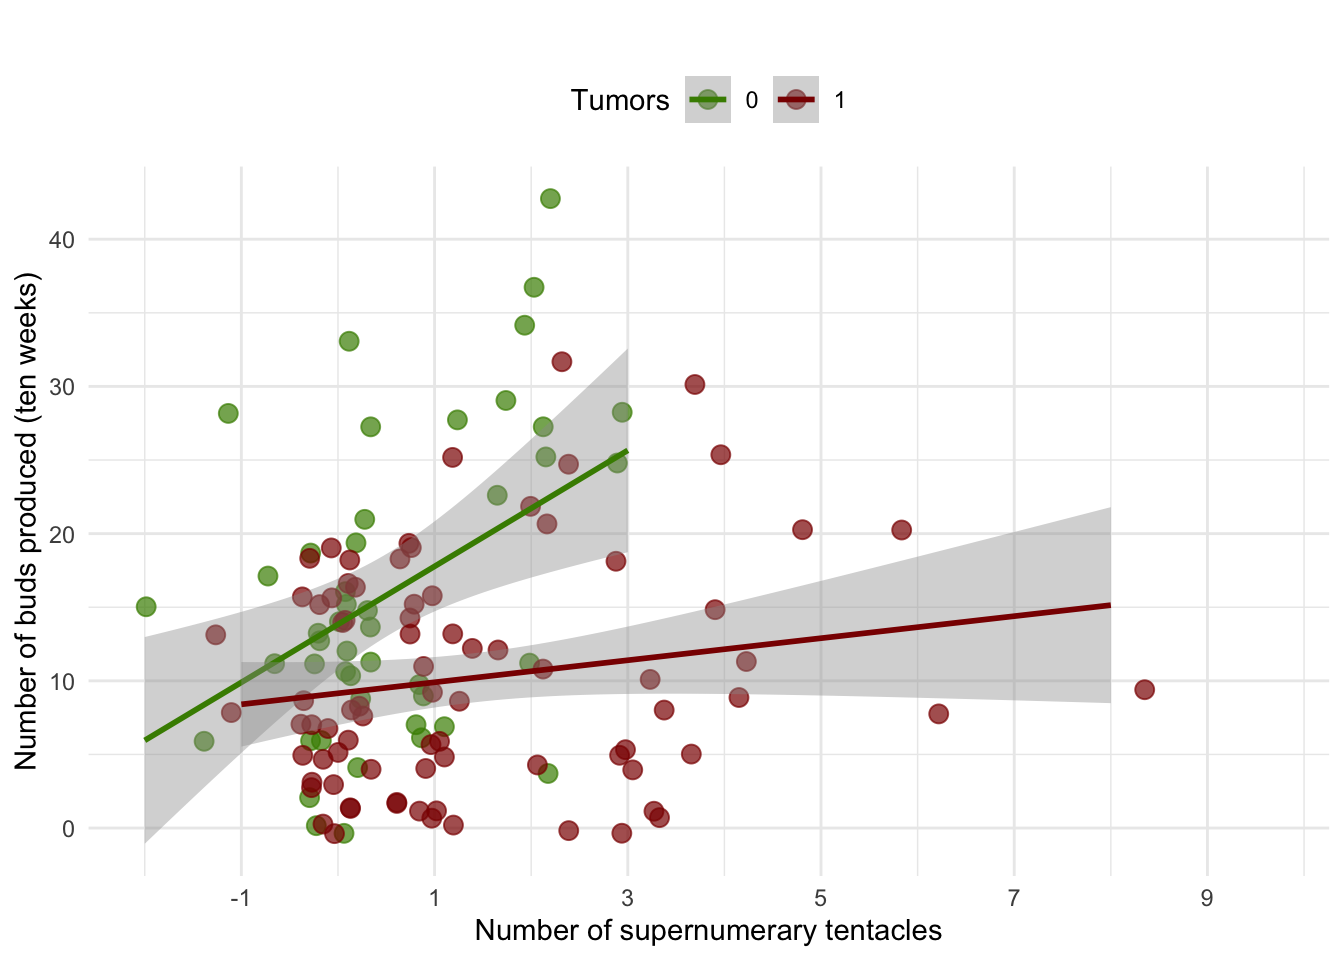 Tumors 0 1
Number of buds produced (ten weeks)
40
30
20
10
0
-1 1 3 5 7 9
Number of supernumerary tentacles